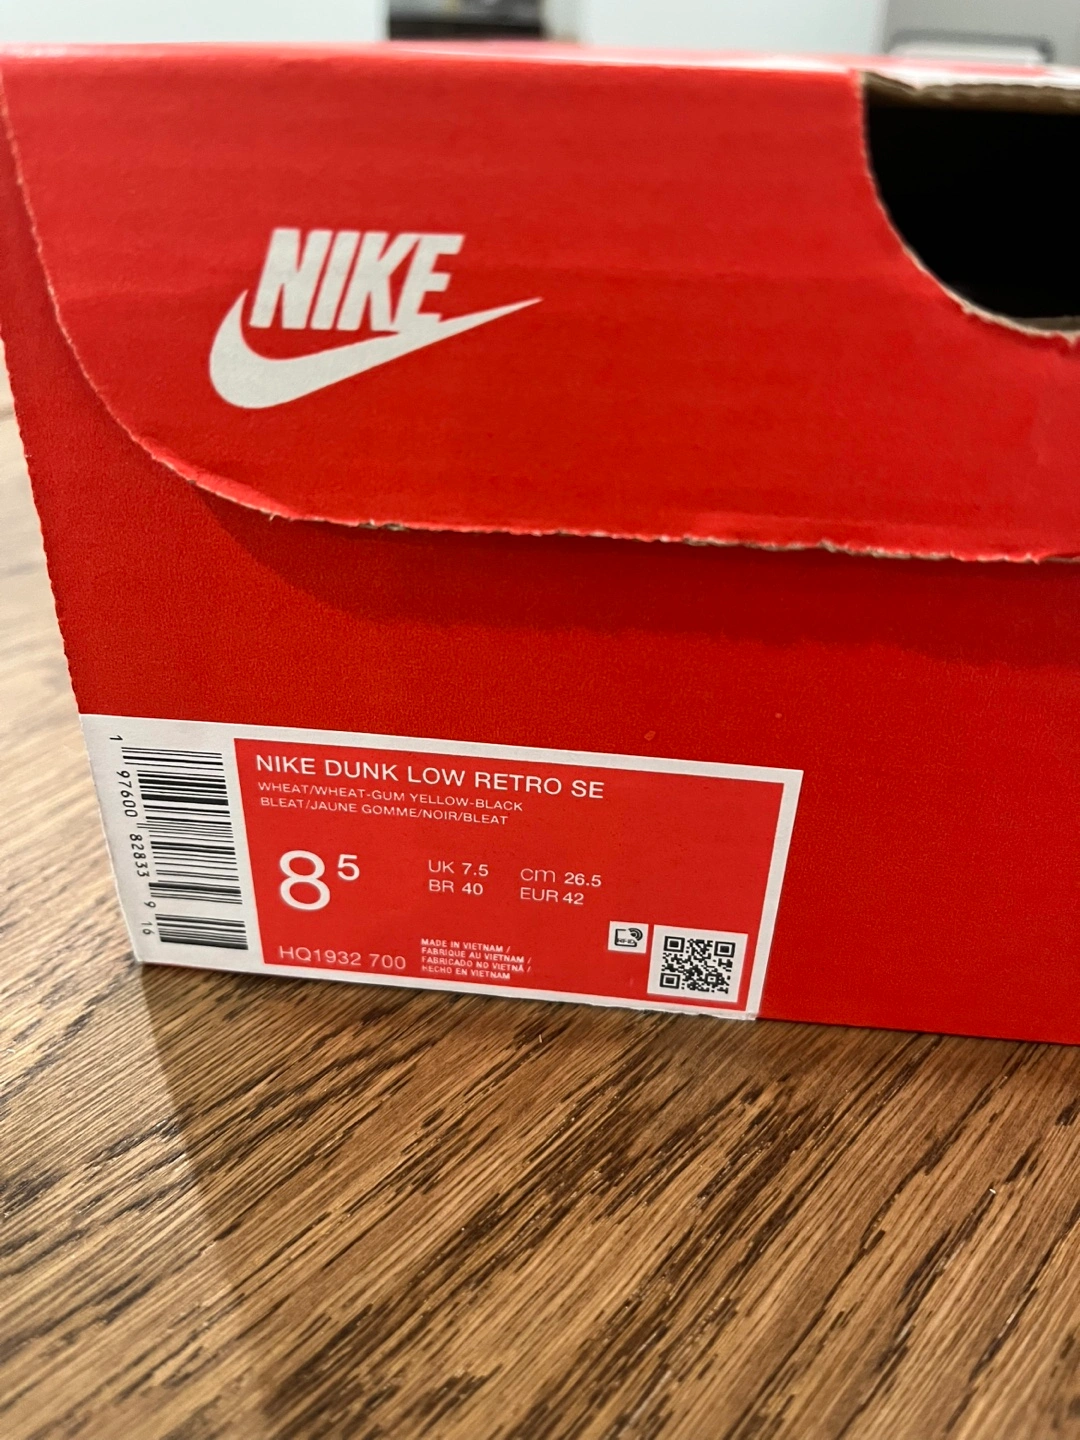 NIKE
1 97600 82833 9 16
NIKE DUNK LOW RETRO SE
WHEAT/WHEAT-GUM YELLOW-BLACK
BLEAT/JAUNE GOMME/NOIR/BLEAT
8 5
UK 7.5 cm 26.5
BR 40 EUR 42
HQ1932 700
MADE IN VIETNAM /
FABRIQUE AU VIETNAM /
FABRICADO NO VIETNÃ /
HECHO EN VIETNAM
RFID